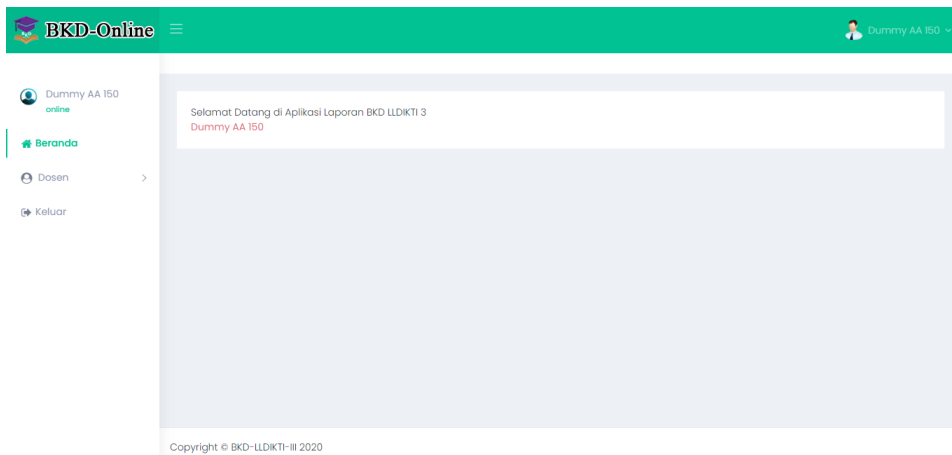 BKD-Online
Dummy AA 150
Dummy AA 150
online
Beranda
Dosen
Keluar
Selamat Datang di Aplikasi Laporan BKD LLDIKTI 3
Dummy AA 150
Copyright © BKD-LLDIKTI-III 2020